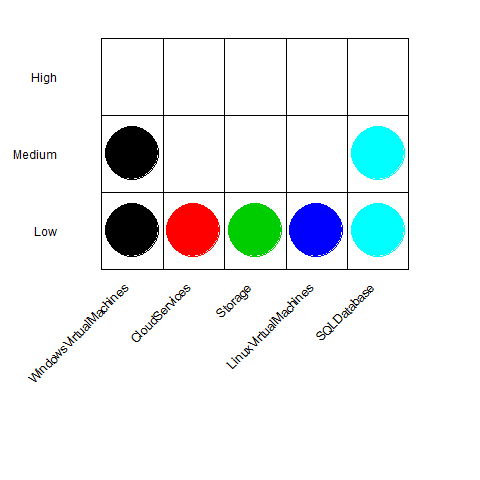 High
Medium
Low
WindowsVirtualMachines
CloudServices
Storage
LinuxVirtualMachines
SQLDatabase